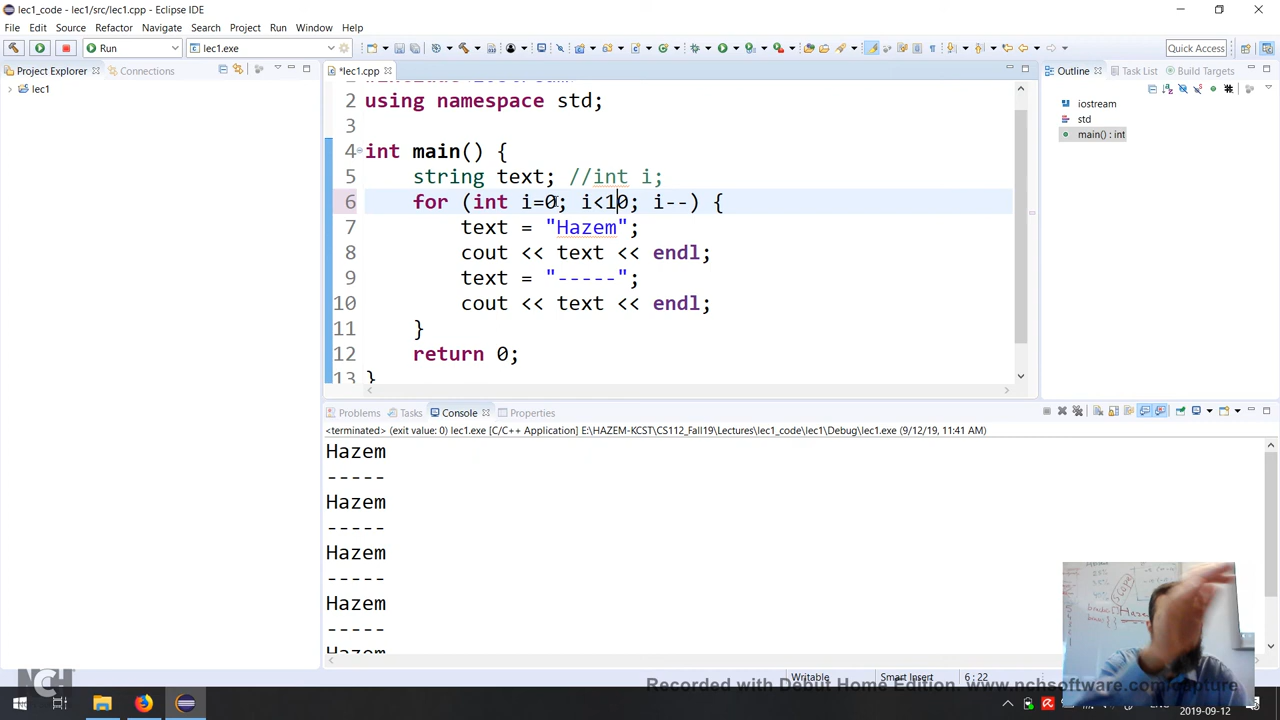 lec1_code - lec1/src/lec1.cpp - Eclipse IDE
File Edit Source Refactor Navigate Search Project Run Window Help
Run
lec1.exe
Quick Access
Project Explorer
Connections
*lec1.cpp
Outline
Task List
Build Targets
lec1
iostream
std
main() : int
2 using namespace std;
3
4 int main() {
5 string text; //int i;
6 for (int i=0; i<10; i--) {
7 text = "Hazem";
8 cout << text << endl;
9 text = "-----";
10 cout << text << endl;
11 }
12 return 0;
13 }
Problems Tasks Console Properties
<terminated> (exit value: 0) lec1.exe [C/C++ Application] E:\HAZEM-KCST\CS112_Fall19\Lectures\lec1_code\lec1\Debug\lec1.exe (9/12/19, 11:41 AM)
Hazem
-----
Hazem
-----
Hazem
-----
Hazem
-----
Hazem
Writable
Smart Insert
6 : 22
NCH
Recorded with Debut Home Edition. www.nchsoftware.com/capture
2019-09-12